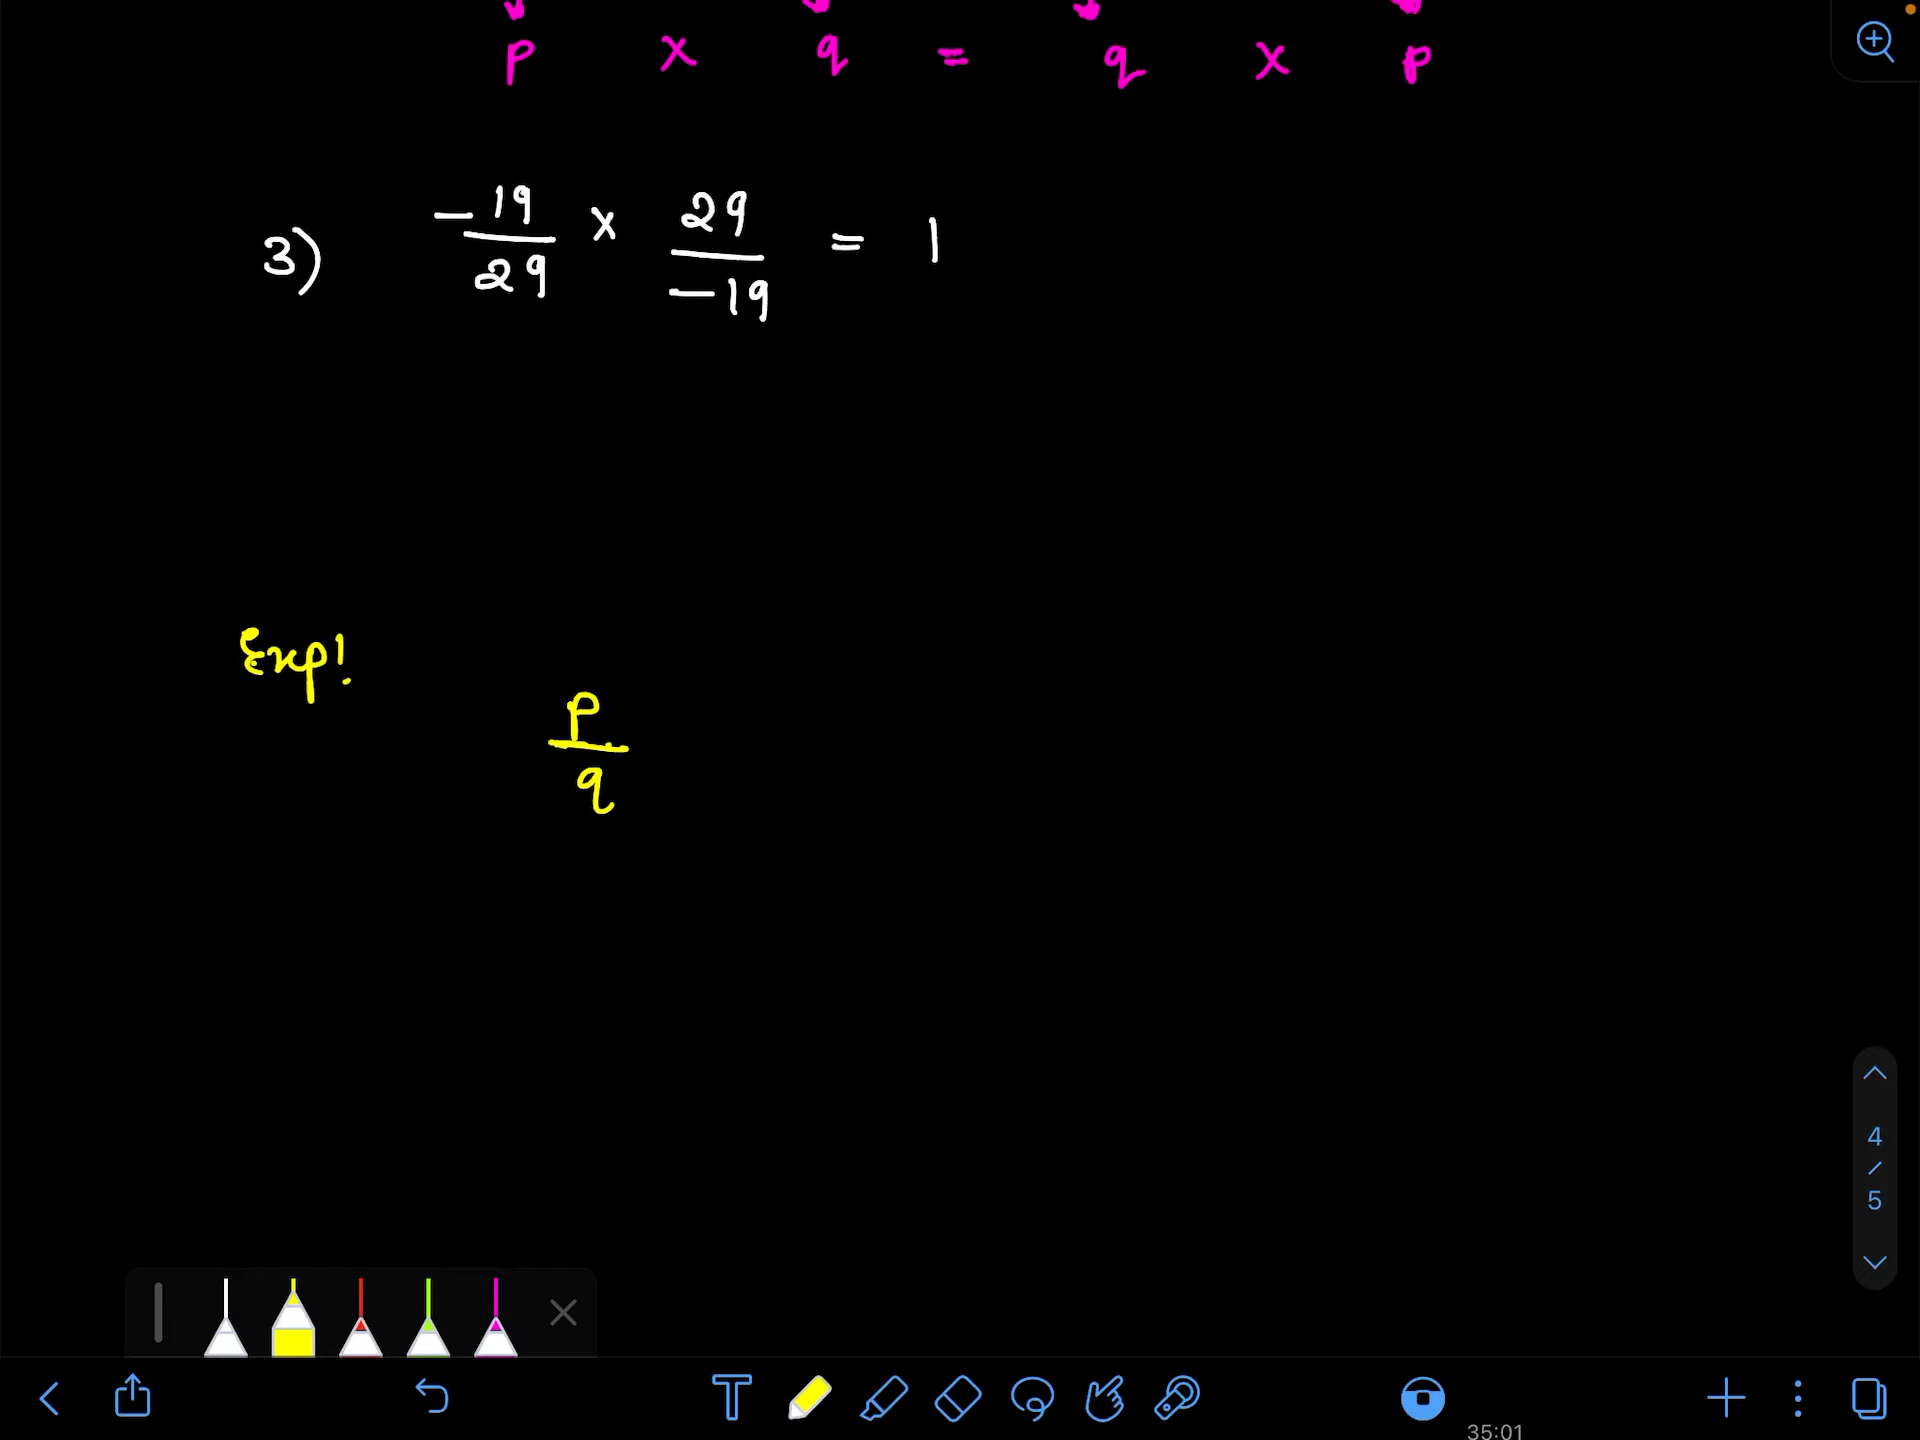 p x q = q x p
3) -19/29 x 29/-19 = 1
Exp!
p/q
4
/
5
35:01